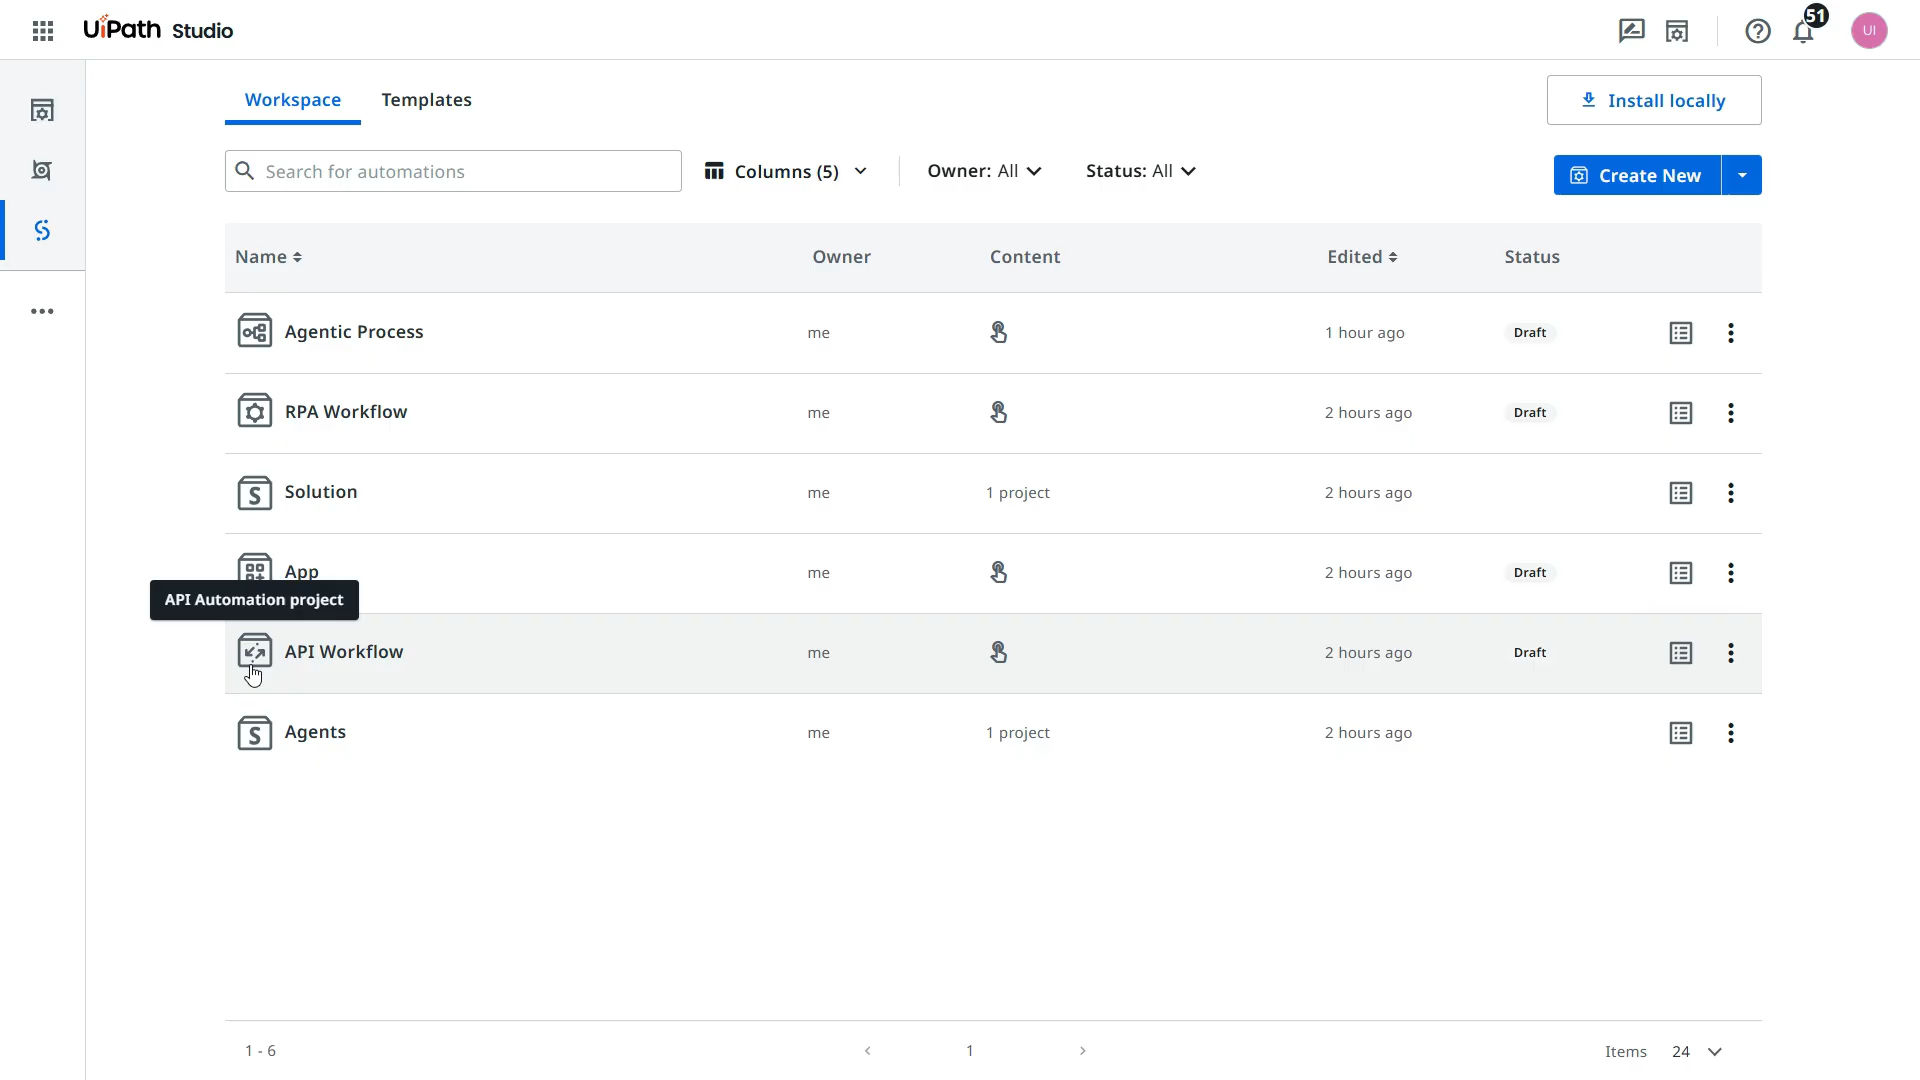 UiPath Studio
51
UI
Workspace
Templates
Install locally
Search for automations
Columns (5)
Owner: All
Status: All
Create New
Name
Owner
Content
Edited
Status
Agentic Process
me
1 hour ago
Draft
RPA Workflow
me
2 hours ago
Draft
S
Solution
me
1 project
2 hours ago
App
me
2 hours ago
Draft
API Automation project
API Workflow
me
2 hours ago
Draft
S
Agents
me
1 project
2 hours ago
1 - 6
1
Items 24